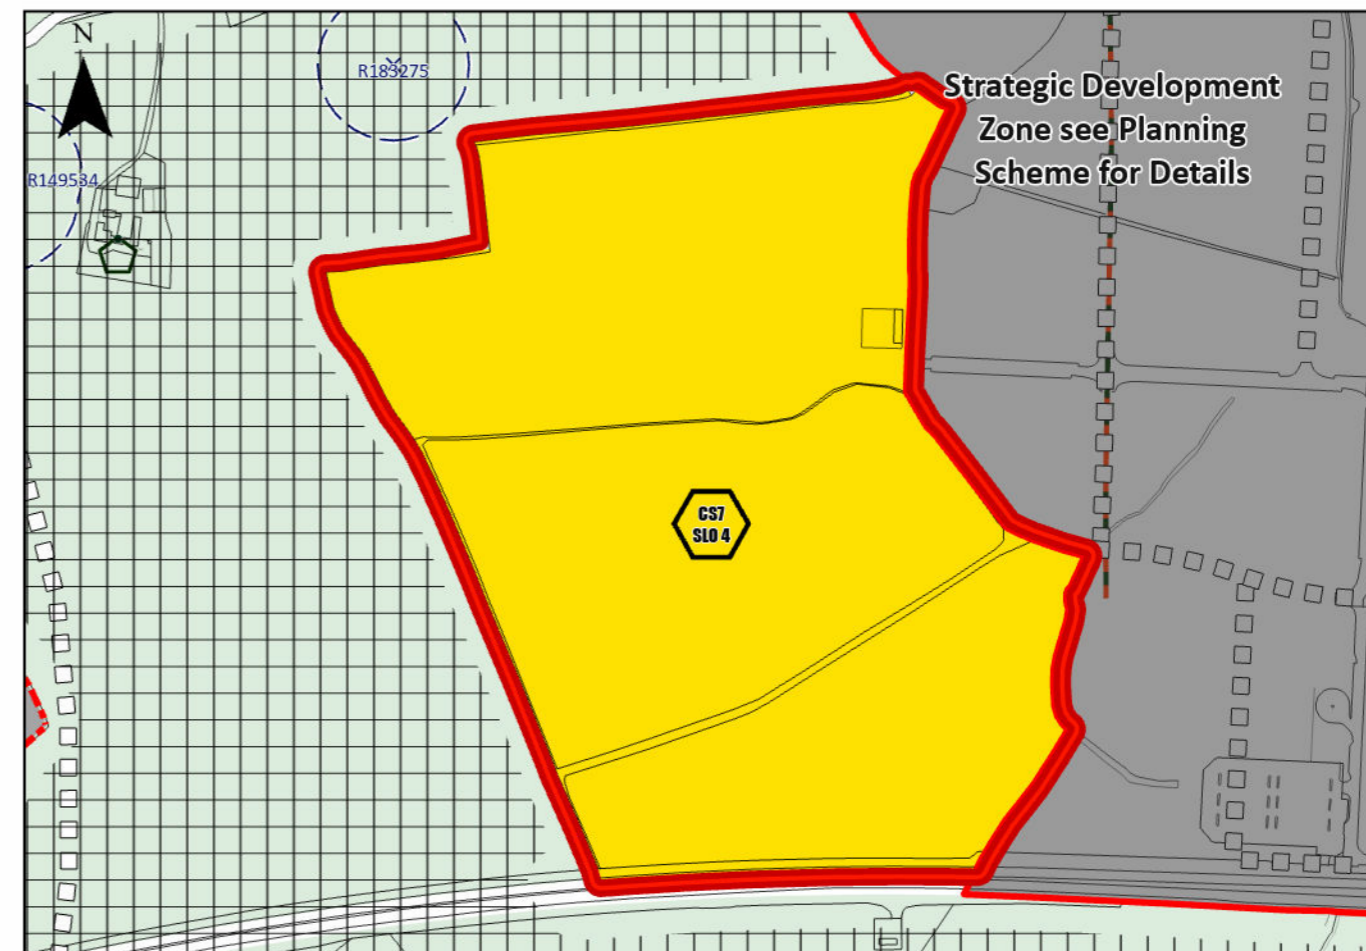 N
R183275
Strategic Development
Zone see Planning
Scheme for Details
R149534
CS7
SLO 4